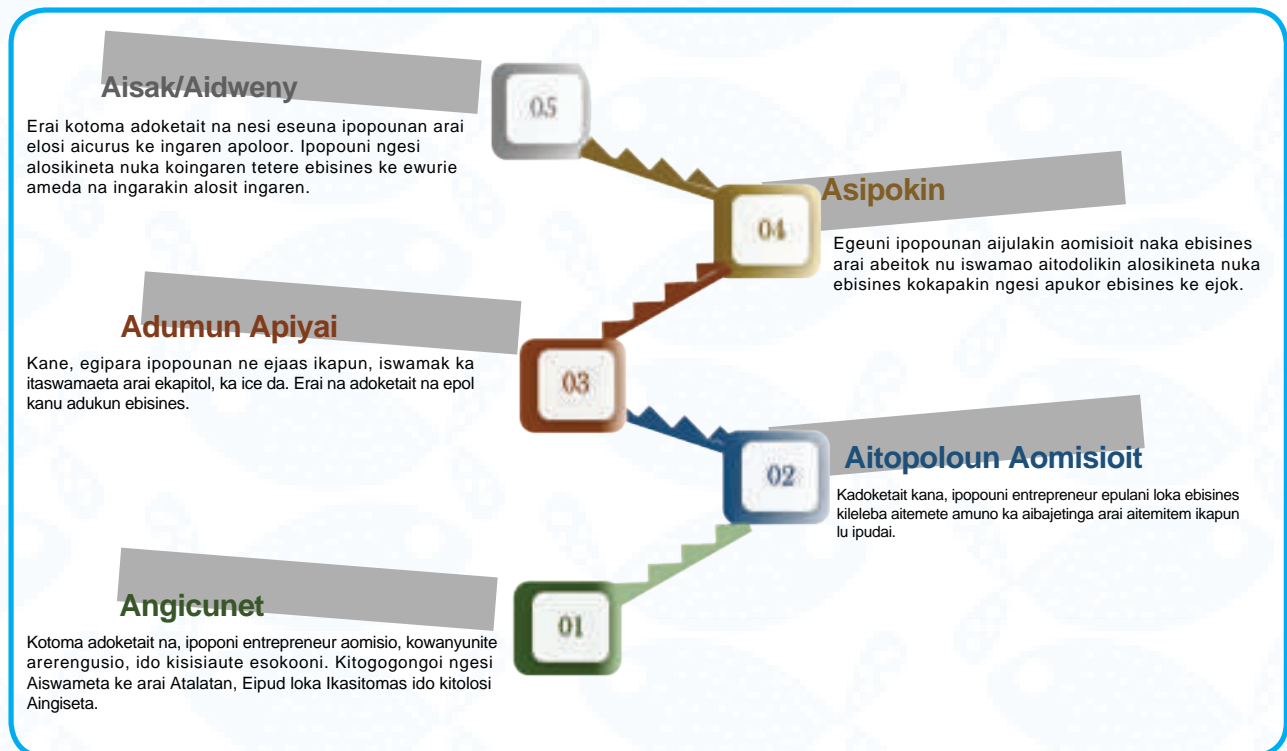 Aisak/Aidweny
Erai kotoma adoketait na nesi eseuna ipopounan arai
elosi aicurus ke ingaren apoloor. Ipopouni ngesi
alosikineta nuka koingaren tetere ebisines ke ewurie
ameda na ingarakin alosit ingaren.
05
Asipokin
04
Egeuni ipopounan aijulakin aomisioit naka ebisines
arai abeitok nu iswamao aitodolikin alosikineta nuka
ebisines kokapakin ngesi apukor ebisines ke ejok.
Adumun Apiyai
Kane, egipara ipopounan ne ejaas ikapun, iswamak ka
itaswamaeta arai ekapitol, ka ice da. Erai na adoketait na epol
kanu adukun ebisines.
03
Aitopoloun Aomisioit
02
Kadoketait kana, ipopouni entrepreneur epulani loka ebisines
kileleba aitemete amuno ka aibajetinga arai aitemitem ikapun
lu ipudai.
Angicunet
01
Kotoma adoketait na, ipoponi entrepreneur aomisio, kowanyunite
arerengusio, ido kisisiaute esokooni. Kitogogongoi ngesi
Aiswameta ke arai Atalatan, Eipud loka Ikasitomas ido kitolosi
Aingiseta.